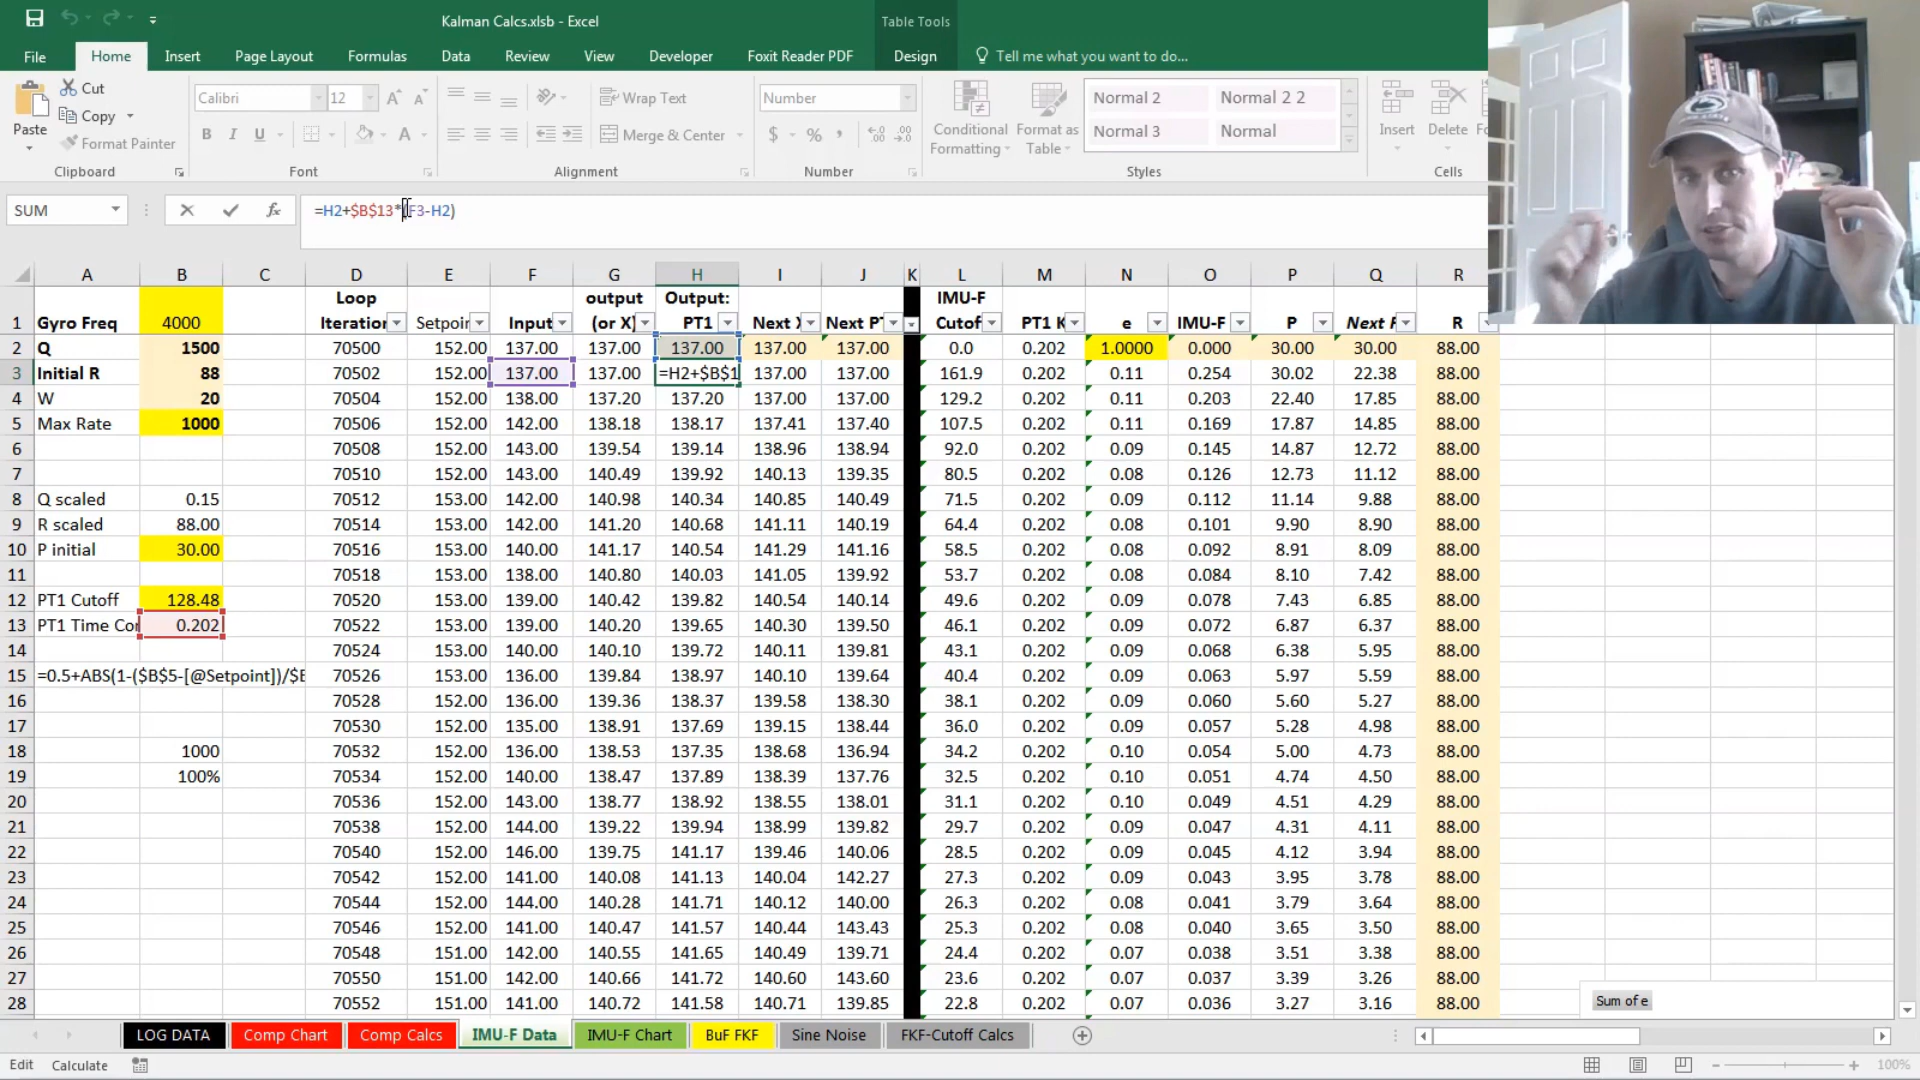 Kalman Calcs.xlsb - Excel
Table Tools
File Home Insert Page Layout Formulas Data Review View Developer Foxit Reader PDF Design Tell me what you want to do...
Cut
Copy
Format Painter
Paste
Calibri 12
B I U
Wrap Text
Merge & Center
Number
$ % ,
Conditional Formatting
Format as Table
Normal 2 Normal 2 2
Normal 3 Normal
Insert Delete
Clipboard Font Alignment Number Styles Cells
SUM fx =H2+$B$13*(F3-H2)
A B C D E F G H I J K L M N O P Q R
1 Gyro Freq 4000 Loop Iteration Setpoin Input output (or X) Output: PT1 Next X Next PT IMU-F Cutof PT1 K e IMU-F P Next R
2 Q 1500 70500 152.00 137.00 137.00 137.00 137.00 137.00 0.0 0.202 1.0000 0.000 30.00 30.00 88.00
3 Initial R 88 70502 152.00 137.00 137.00 =H2+$B$1 137.00 137.00 161.9 0.202 0.11 0.254 30.02 22.38 88.00
4 W 20 70504 152.00 138.00 137.20 137.20 137.00 137.00 129.2 0.202 0.11 0.203 22.40 17.85 88.00
5 Max Rate 1000 70506 152.00 142.00 138.18 138.17 137.41 137.40 107.5 0.202 0.11 0.169 17.87 14.85 88.00
6 70508 152.00 143.00 139.54 139.14 138.96 138.94 92.0 0.202 0.09 0.145 14.87 12.72 88.00
7 70510 152.00 143.00 140.49 139.92 140.13 139.35 80.5 0.202 0.08 0.126 12.73 11.12 88.00
8 Q scaled 0.15 70512 153.00 142.00 140.98 140.34 140.85 140.49 71.5 0.202 0.09 0.112 11.14 9.88 88.00
9 R scaled 88.00 70514 153.00 142.00 141.20 140.68 141.11 140.19 64.4 0.202 0.08 0.101 9.90 8.90 88.00
10 P initial 30.00 70516 153.00 140.00 141.17 140.54 141.29 141.16 58.5 0.202 0.08 0.092 8.91 8.09 88.00
11 70518 153.00 138.00 140.80 140.03 141.05 139.92 53.7 0.202 0.08 0.084 8.10 7.42 88.00
12 PT1 Cutoff 128.48 70520 153.00 139.00 140.42 139.82 140.54 140.14 49.6 0.202 0.09 0.078 7.43 6.85 88.00
13 PT1 Time Cor 0.202 70522 153.00 139.00 140.20 139.65 140.30 139.50 46.1 0.202 0.09 0.072 6.87 6.37 88.00
14 70524 153.00 140.00 140.10 139.72 140.11 139.81 43.1 0.202 0.09 0.068 6.38 5.95 88.00
15 =0.5+ABS(1-($B$5-[@Setpoint])/$E 70526 153.00 136.00 139.84 138.97 140.10 139.64 40.4 0.202 0.09 0.063 5.97 5.59 88.00
16 70528 153.00 136.00 139.36 138.37 139.58 138.30 38.1 0.202 0.09 0.060 5.60 5.27 88.00
17 70530 152.00 135.00 138.91 137.69 139.15 138.44 36.0 0.202 0.09 0.057 5.28 4.98 88.00
18 1000 70532 152.00 136.00 138.53 137.35 138.68 136.94 34.2 0.202 0.10 0.054 5.00 4.73 88.00
19 100% 70534 152.00 140.00 138.47 137.89 138.39 137.76 32.5 0.202 0.10 0.051 4.74 4.50 88.00
20 70536 152.00 143.00 138.77 138.92 138.55 138.01 31.1 0.202 0.10 0.049 4.51 4.29 88.00
21 70538 152.00 144.00 139.22 139.94 138.99 139.82 29.7 0.202 0.09 0.047 4.31 4.11 88.00
22 70540 152.00 146.00 139.75 141.17 139.46 140.06 28.5 0.202 0.09 0.045 4.12 3.94 88.00
23 70542 152.00 141.00 140.08 141.13 140.04 142.27 27.3 0.202 0.09 0.043 3.95 3.78 88.00
24 70544 152.00 144.00 140.28 141.71 140.12 140.00 26.3 0.202 0.08 0.041 3.79 3.64 88.00
25 70546 152.00 141.00 140.47 141.57 140.44 143.43 25.3 0.202 0.08 0.040 3.65 3.50 88.00
26 70548 151.00 142.00 140.55 141.65 140.49 139.71 24.4 0.202 0.07 0.038 3.51 3.38 88.00
27 70550 151.00 142.00 140.66 141.72 140.60 143.60 23.6 0.202 0.07 0.037 3.39 3.26 88.00
28 70552 151.00 141.00 140.72 141.58 140.71 139.85 22.8 0.202 0.07 0.036 3.27 3.16 88.00
Sum of e
LOG DATA Comp Chart Comp Calcs IMU-F Data IMU-F Chart BuF FKF Sine Noise FKF-Cutoff Calcs
Edit Calculate 100%